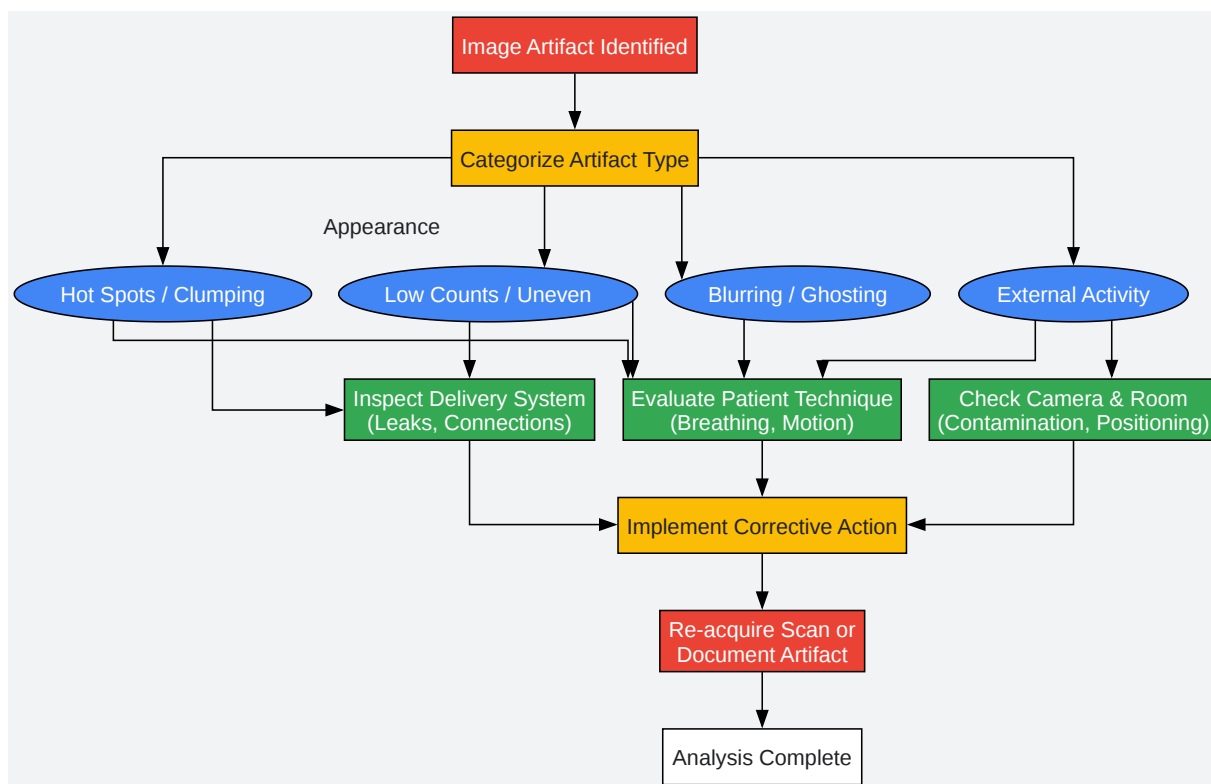 Image Artifact Identified
Categorize Artifact Type
Appearance
Hot Spots / Clumping
Low Counts / Uneven
Blurring / Ghosting
External Activity
Inspect Delivery System
(Leaks, Connections)
Evaluate Patient Technique
(Breathing, Motion)
Check Camera & Room
(Contamination, Positioning)
Implement Corrective Action
Re-acquire Scan or
Document Artifact
Analysis Complete